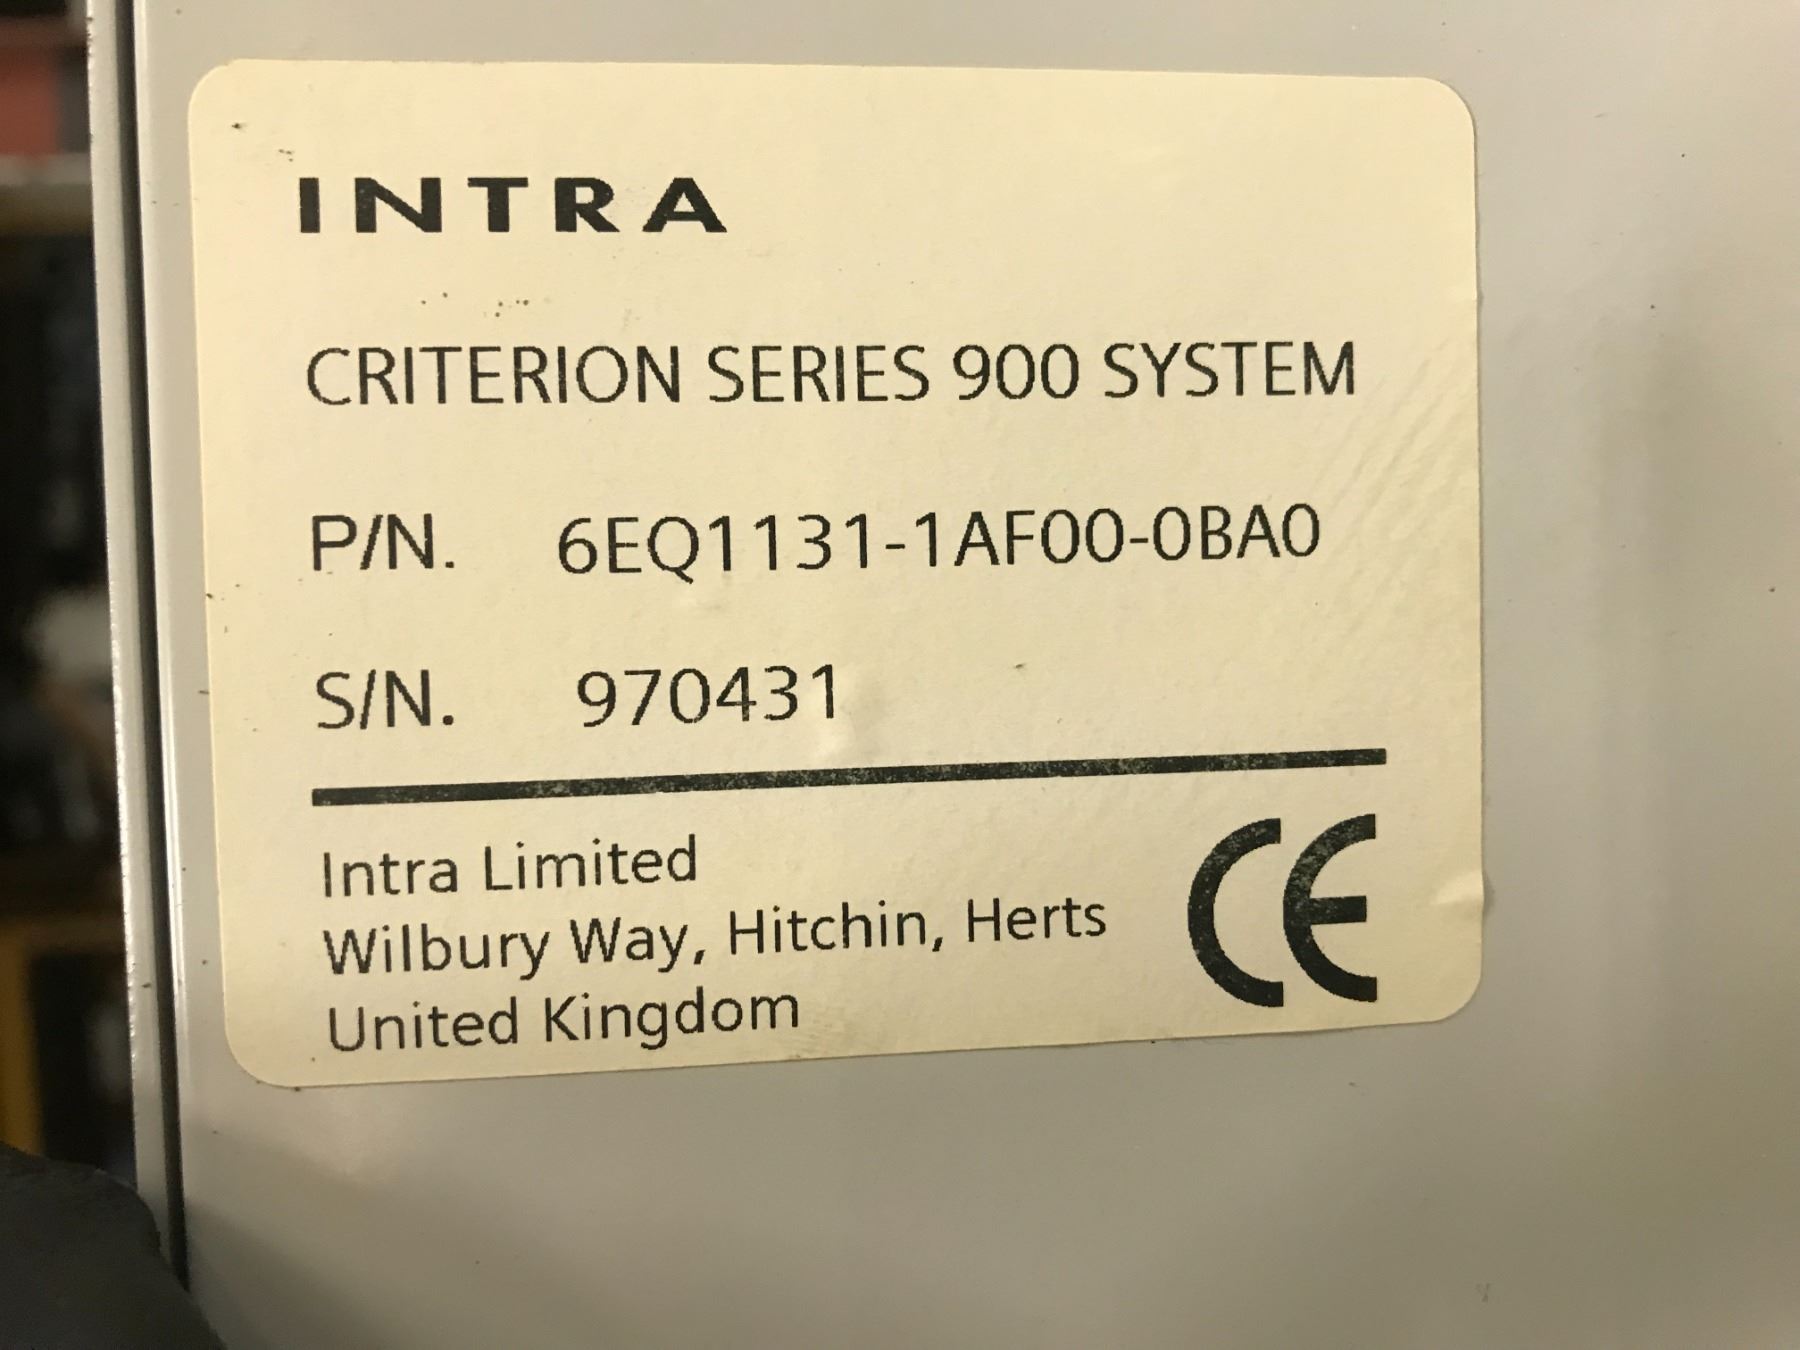 INTRA
CRITERION SERIES 900 SYSTEM
P/N. 6EQ1131-1AF00-0BA0
S/N. 970431
Intra Limited
Wilbury Way, Hitchin, Herts
United Kingdom
CE